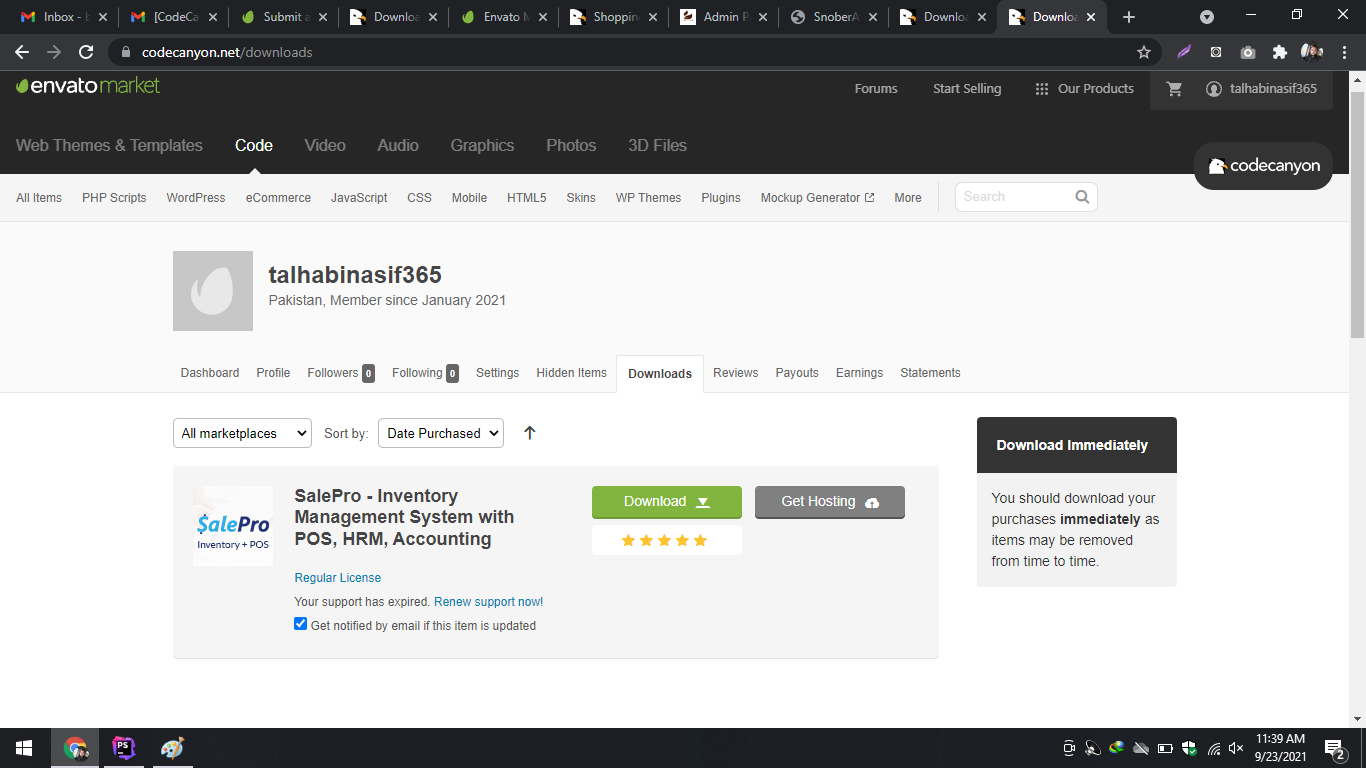 Inbox - b
[CodeCa
Submit a
Downloa
Envato M
Shopping
Admin P
SnoberA
Downloa
Downloa
codecanyon.net/downloads
envatomarket
Forums
Start Selling
Our Products
talhabinasif365
Web Themes & Templates
Code
Video
Audio
Graphics
Photos
3D Files
codecanyon
All Items
PHP Scripts
WordPress
eCommerce
JavaScript
CSS
Mobile
HTML5
Skins
WP Themes
Plugins
Mockup Generator
More
Search
talhabinasif365
Pakistan, Member since January 2021
Dashboard
Profile
Followers 0
Following 0
Settings
Hidden Items
Downloads
Reviews
Payouts
Earnings
Statements
All marketplaces
Sort by:
Date Purchased
$alePro
Inventory + POS
SalePro - Inventory
Management System with
POS, HRM, Accounting
Regular License
Your support has expired. Renew support now!
Get notified by email if this item is updated
Download
Get Hosting
Download Immediately
You should download your
purchases immediately as
items may be removed
from time to time.
PS
11:39 AM
9/23/2021
2